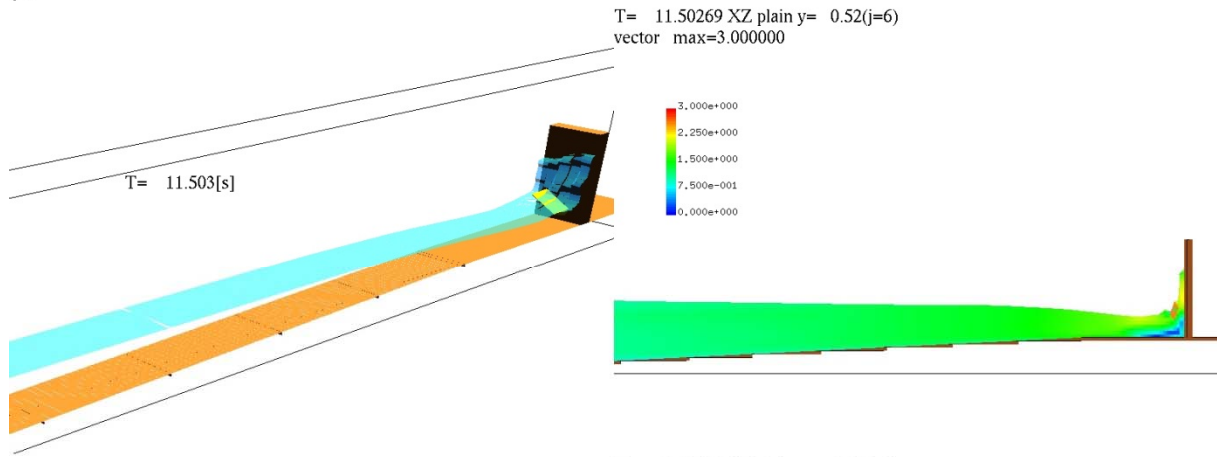 T= 11.503[s]
T= 11.50269 XZ plain y= 0.52(j=6)
vector max=3.000000
3.000e+000
2.250e+000
1.500e+000
7.500e-001
0.000e+000